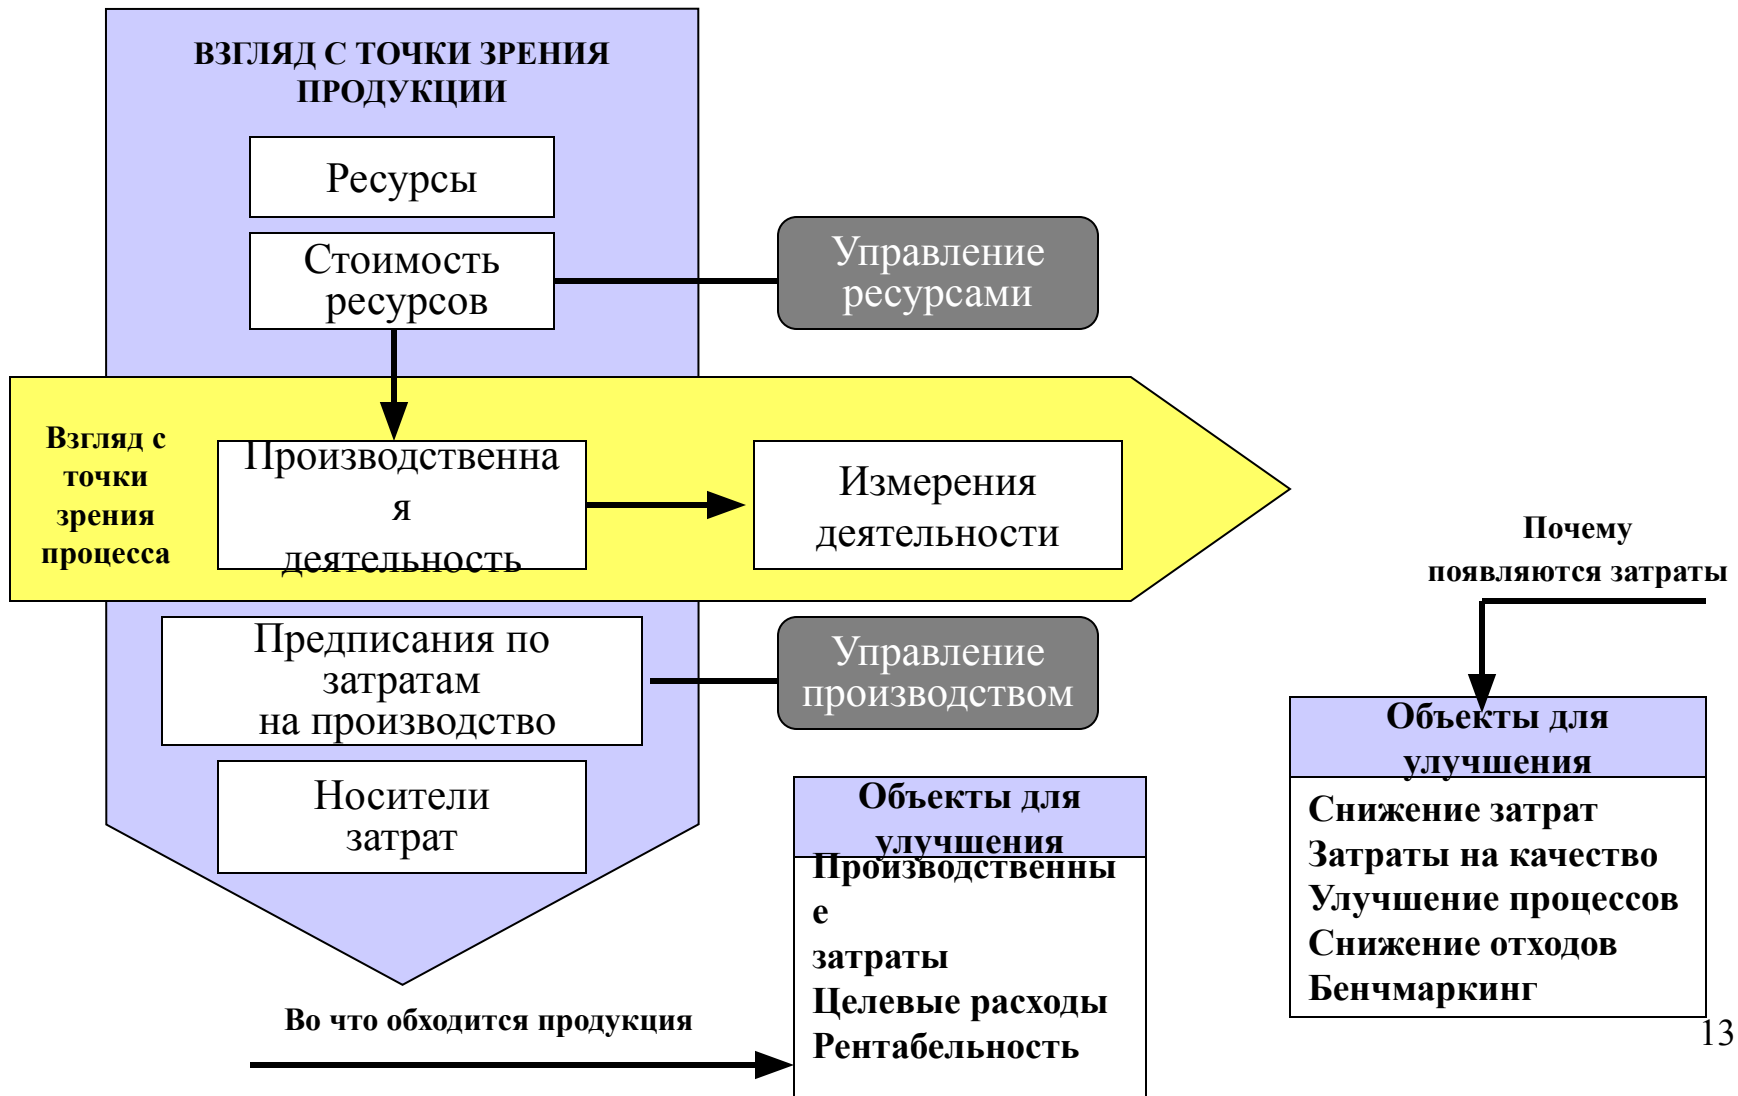 ВЗГЛЯД С ТОЧКИ ЗРЕНИЯ
ПРОДУКЦИИ
Ресурсы
Стоимость
ресурсов
Управление
ресурсами
Взгляд с
точки
зрения
процесса
Производственна
я
деятельность
Измерения
деятельности
Почему
появляются затраты
Предписания по
затратам
на производство
Управление
производством
Носители
затрат
Объекты для
улучшения
Производственны
е
затраты
Целевые расходы
Рентабельность
Объекты для
улучшения
Снижение затрат
Затраты на качество
Улучшение процессов
Снижение отходов
Бенчмаркинг
Во что обходится продукция
13